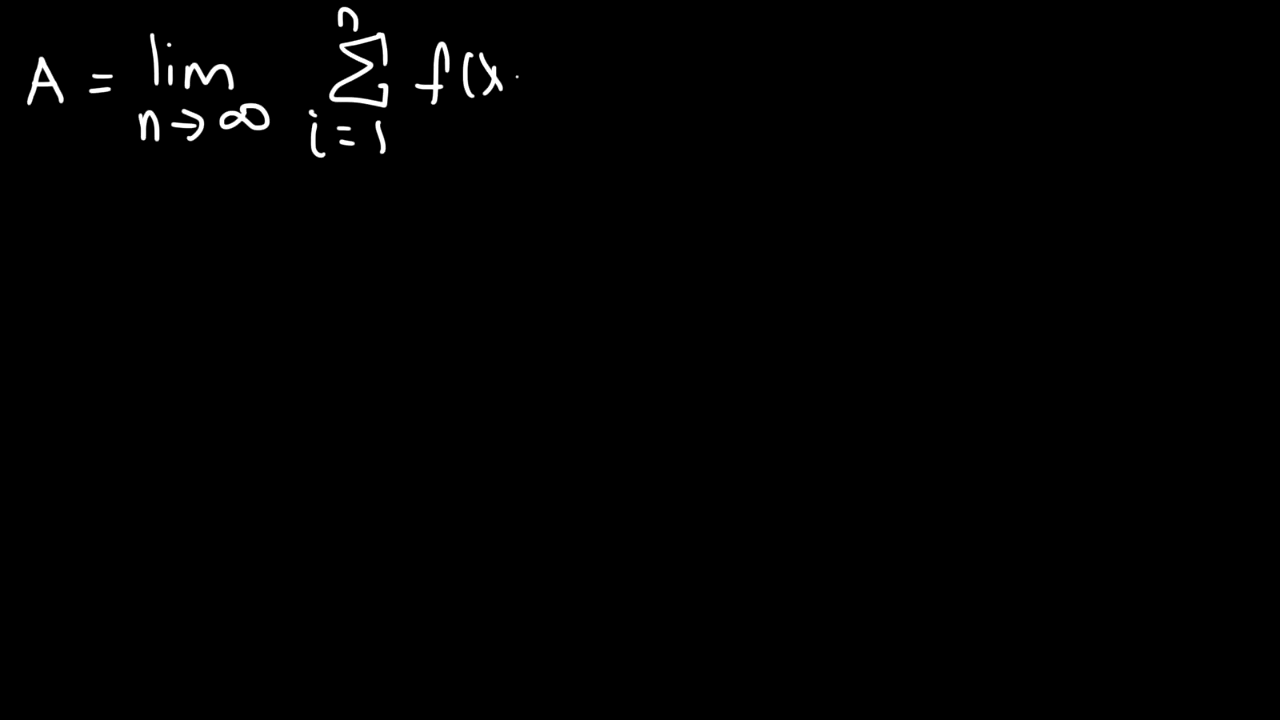 A = lim n→∞ n Σ i=1 f(x